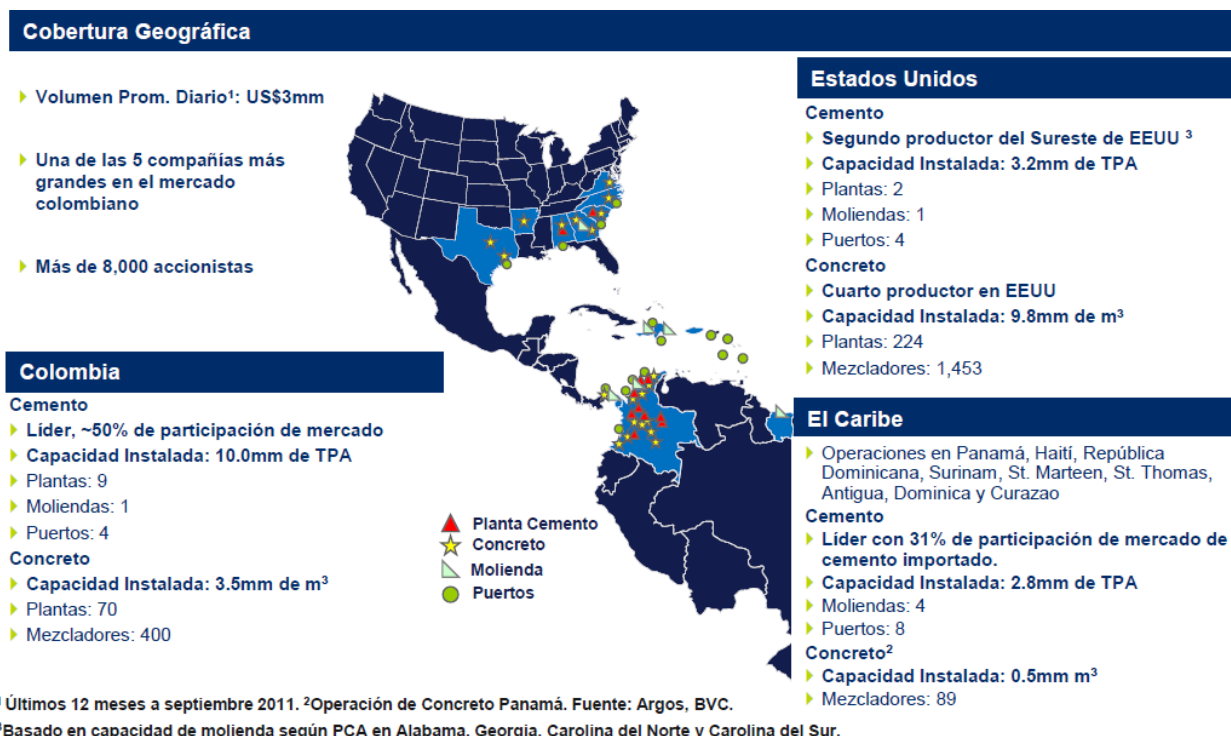 Cobertura Geográfica
Volumen Prom. Diario¹: US$3mm
Una de las 5 compañías más
grandes en el mercado
colombiano
Más de 8,000 accionistas
Colombia
Cemento
Líder, ~50% de participación de mercado
Capacidad Instalada: 10.0mm de TPA
Plantas: 9
Moliendas: 1
Puertos: 4
Concreto
Capacidad Instalada: 3.5mm de m³
Plantas: 70
Mezcladores: 400
Planta Cemento
Concreto
Molienda
Puertos
Estados Unidos
Cemento
Segundo productor del Sureste de EEUU ³
Capacidad Instalada: 3.2mm de TPA
Plantas: 2
Moliendas: 1
Puertos: 4
Concreto
Cuarto productor en EEUU
Capacidad Instalada: 9.8mm de m³
Plantas: 224
Mezcladores: 1,453
El Caribe
Operaciones en Panamá, Haití, República
Dominicana, Surinam, St. Marteen, St. Thomas,
Antigua, Dominica y Curazao
Cemento
Líder con 31% de participación de mercado de
cemento importado.
Capacidad Instalada: 2.8mm de TPA
Moliendas: 4
Puertos: 8
Concreto²
Capacidad Instalada: 0.5mm m³
Mezcladores: 89
Últimos 12 meses a septiembre 2011. ²Operación de Concreto Panamá. Fuente: Argos, BVC.
³Basado en capacidad de molienda según PCA en Alabama, Georgia, Carolina del Norte y Carolina del Sur.